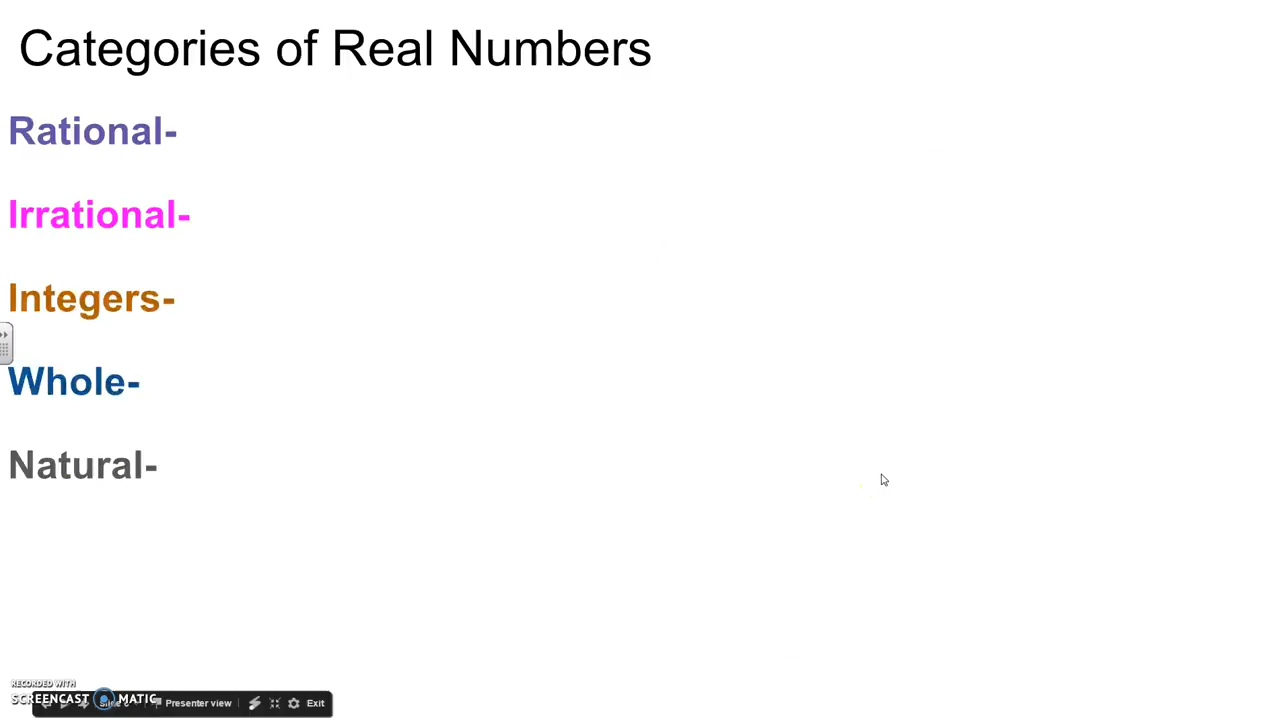 Categories of Real Numbers
Rational-
Irrational-
Integers-
Whole-
Natural-
RECORDED WITH
SCREENCAST MATIC
Presenter view
Exit